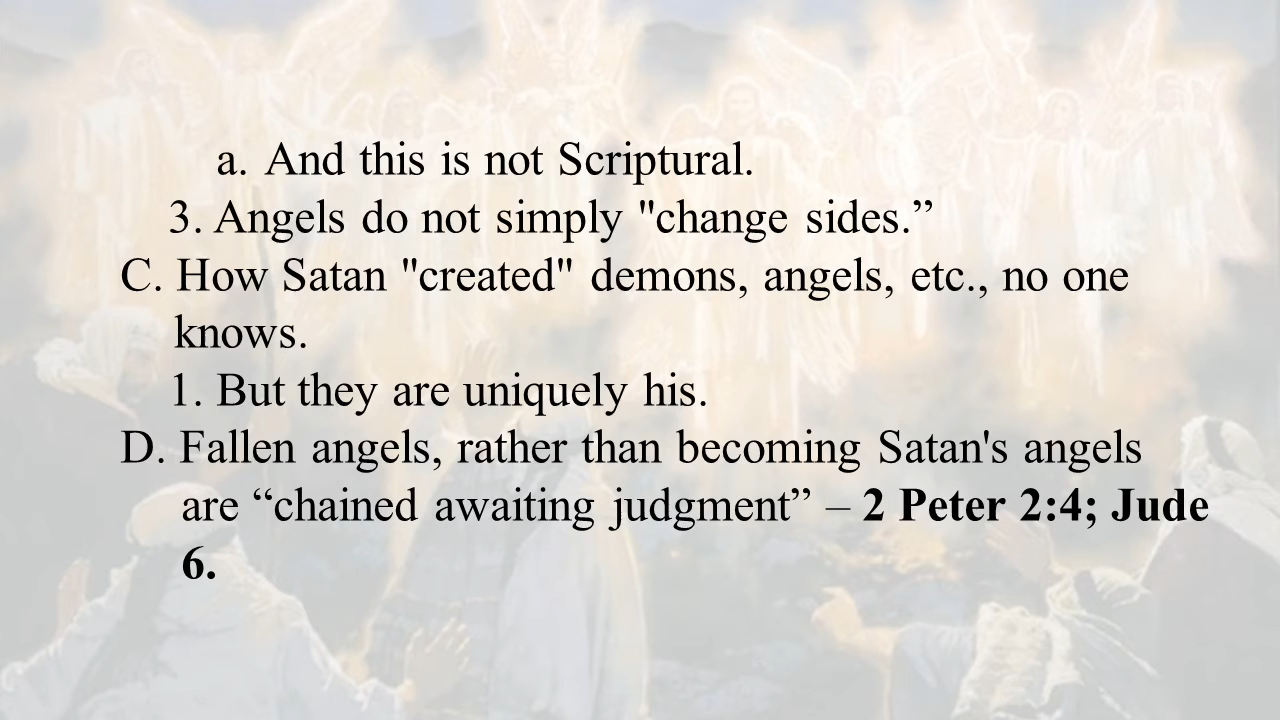 a. And this is not Scriptural.
3. Angels do not simply "change sides.”
C. How Satan "created" demons, angels, etc., no one
knows.
1. But they are uniquely his.
D. Fallen angels, rather than becoming Satan's angels
are “chained awaiting judgment” – 2 Peter 2:4; Jude
6.